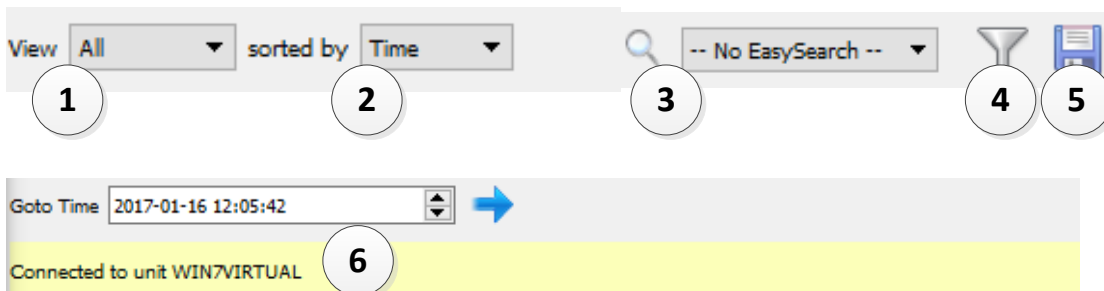 View All sorted by Time -- No EasySearch --
1 2 3 4 5
Goto Time 2017-01-16 12:05:42
6
Connected to unit WIN7VIRTUAL